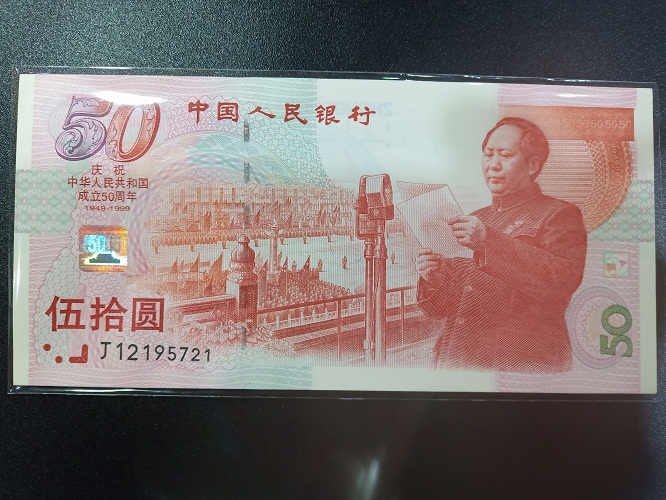 50
中国人民银行
庆祝
中华人民共和国
成立50周年
1949-1999
伍拾圆
J12195721
50